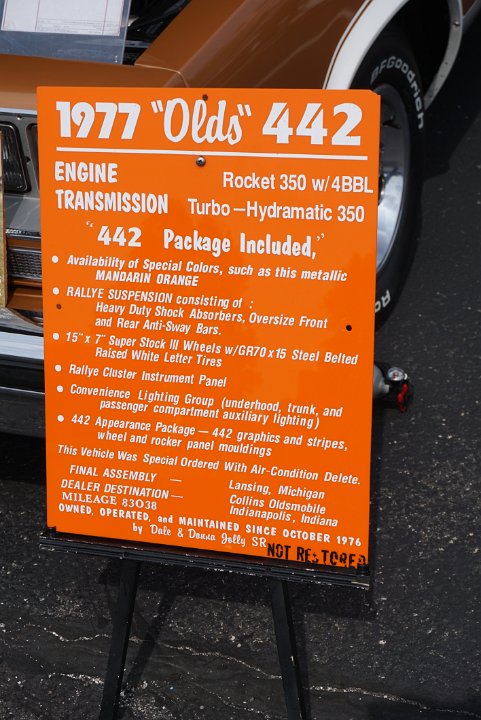 1977 "Olds" 442
ENGINE Rocket 350 w/4BBL
TRANSMISSION Turbo-Hydramatic 350
"442 Package Included,"
• Availability of Special Colors, such as this metallic
MANDARIN ORANGE
• RALLYE SUSPENSION consisting of :
Heavy Duty Shock Absorbers, Oversize Front
and Rear Anti-Sway Bars.
• 15" x 7" Super Stock III Wheels w/GR70x15 Steel Belted
Raised White Letter Tires
• Rallye Cluster Instrument Panel
• Convenience Lighting Group (underhood, trunk, and
passenger compartment auxiliary lighting)
• 442 Appearance Package — 442 graphics and stripes,
wheel and rocker panel mouldings
This Vehicle Was Special Ordered With Air-Condition Delete.
FINAL ASSEMBLY — Lansing, Michigan
DEALER DESTINATION — Collins Oldsmobile
Indianapolis, Indiana
MILEAGE 83038
OWNED, OPERATED, and MAINTAINED SINCE OCTOBER 1976
by Dale & Donna Jolly SR.
NOT RESTORED
BFGoodrich